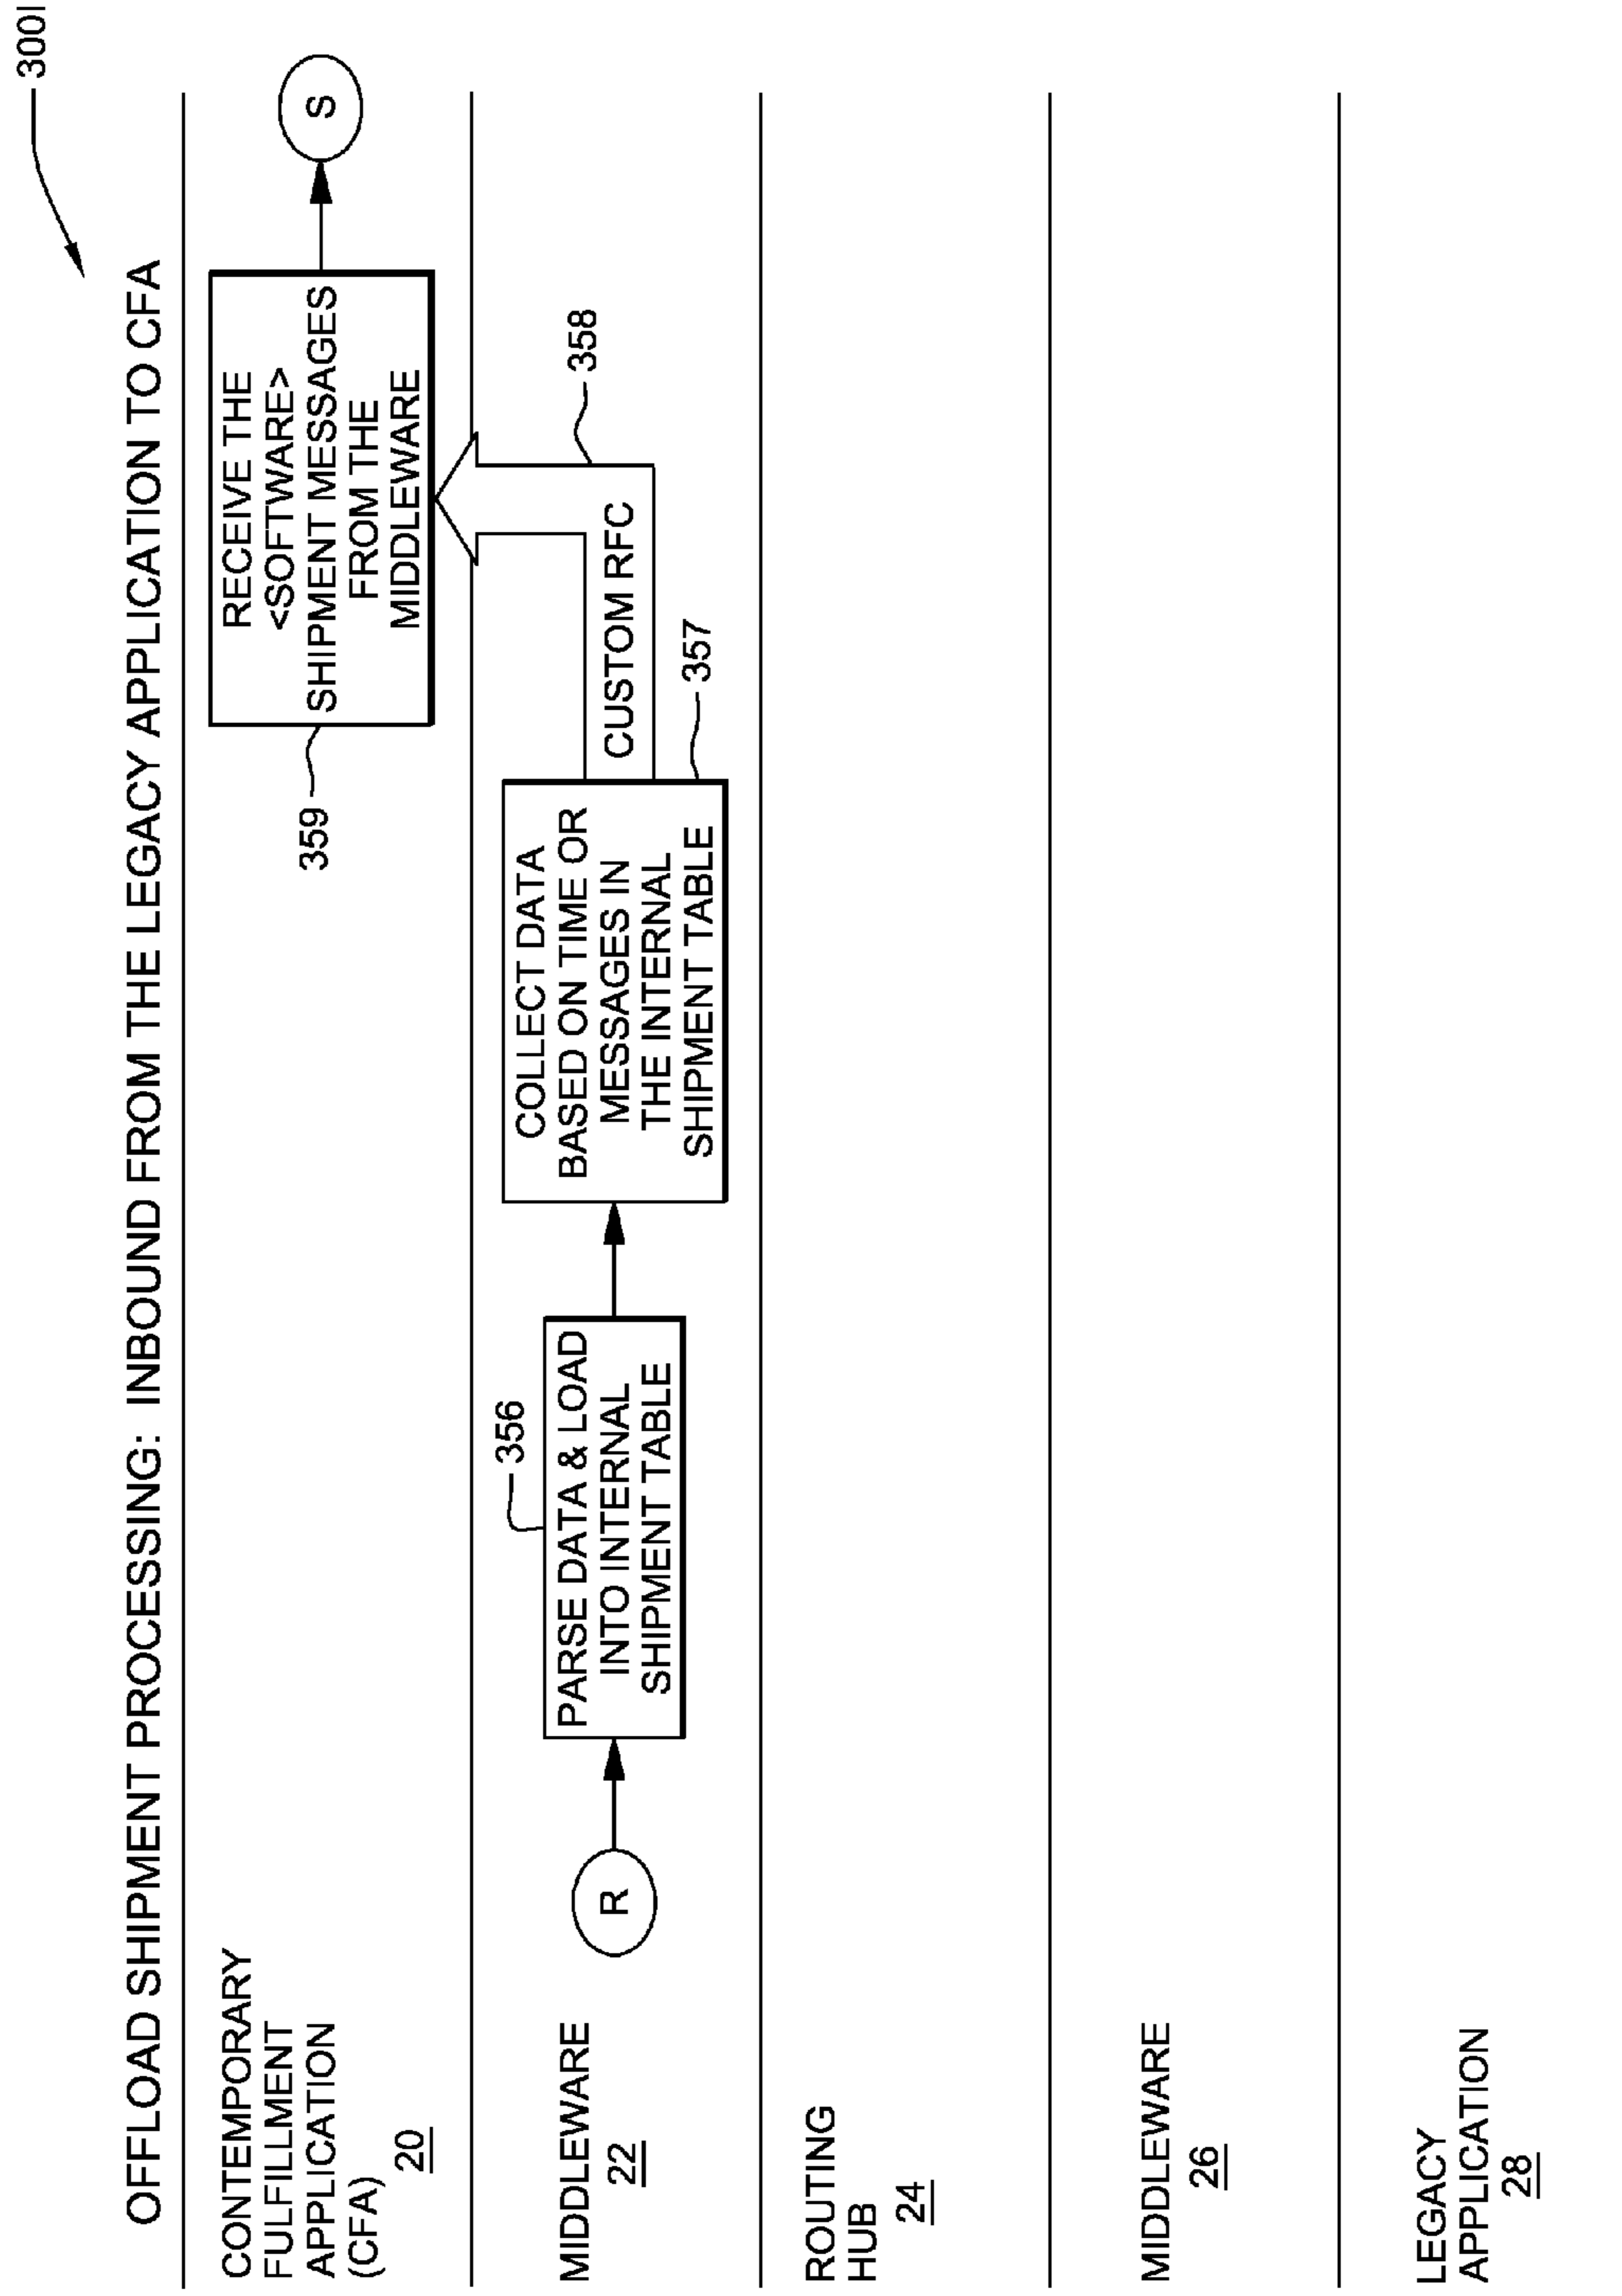 300I
OFFLOAD SHIPMENT PROCESSING: INBOUND FROM THE LEGACY APPLICATION TO CFA
CONTEMPORARY
FULFILLMENT
APPLICATION
(CFA)
20
359
RECEIVE THE
<SOFTWARE>
SHIPMENT MESSAGES
FROM THE
MIDDLEWARE
S
MIDDLEWARE
22
R
356
PARSE DATA & LOAD
INTO INTERNAL
SHIPMENT TABLE
COLLECT DATA
BASED ON TIME OR
MESSAGES IN
THE INTERNAL
SHIPMENT TABLE
357
CUSTOM RFC
358
ROUTING
HUB
24
MIDDLEWARE
26
LEGACY
APPLICATION
28